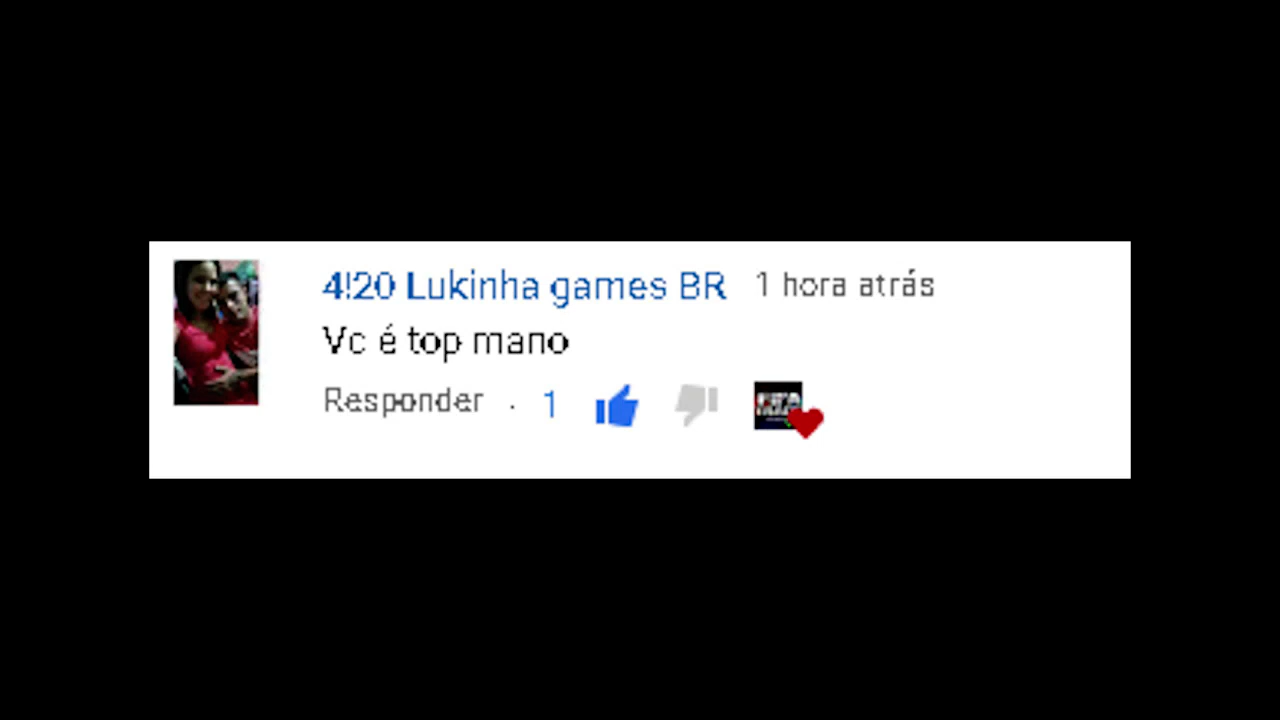 4!20 Lukinha games BR 1 hora atrás
Vc é top mano
Responder . 1